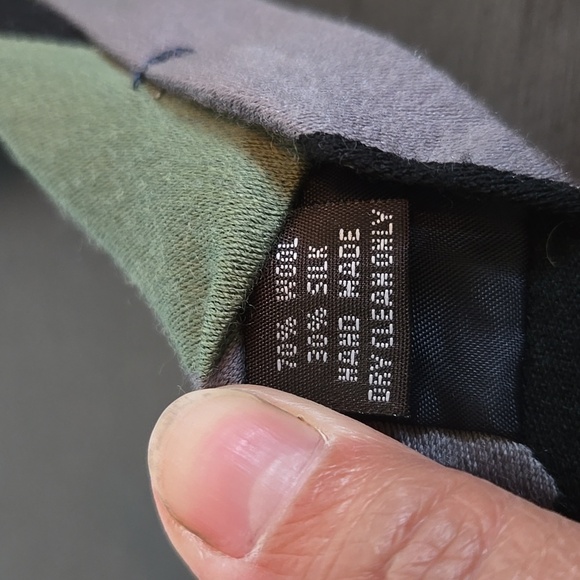 70% WOOL
30% SILK
HAND MADE
DRY CLEAN ONLY